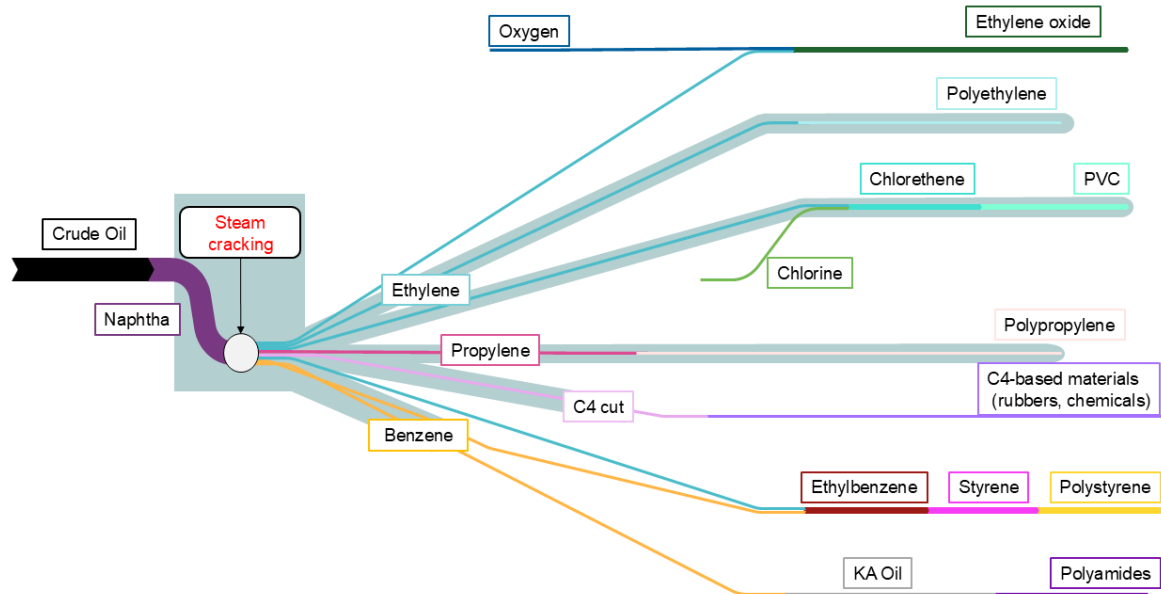 Oxygen
Ethylene oxide
Polyethylene
Chlorethene
PVC
Steam
cracking
Crude Oil
Chlorine
Ethylene
Naphtha
Polypropylene
Propylene
C4-based materials
(rubbers, chemicals)
C4 cut
Benzene
Ethylbenzene
Styrene
Polystyrene
KA Oil
Polyamides